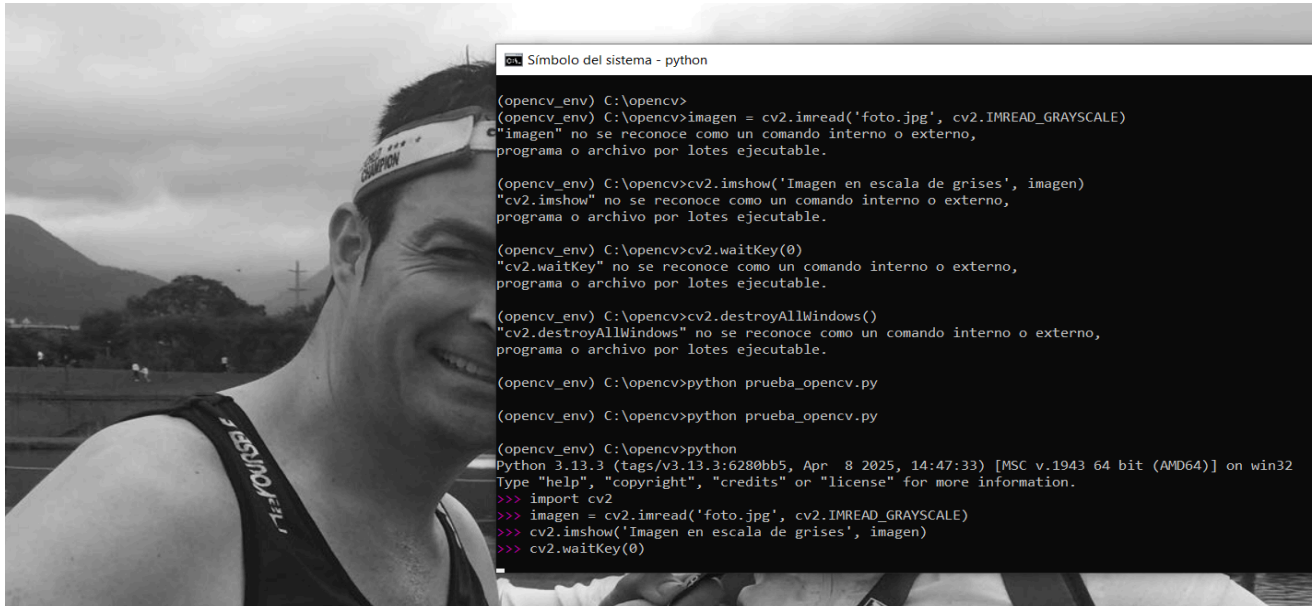 Símbolo del sistema - python
(opencv_env) C:\opencv>
(opencv_env) C:\opencv>imagen = cv2.imread('foto.jpg', cv2.IMREAD_GRAYSCALE)
"imagen" no se reconoce como un comando interno o externo,
programa o archivo por lotes ejecutable.
(opencv_env) C:\opencv>cv2.imshow('Imagen en escala de grises', imagen)
"cv2.imshow" no se reconoce como un comando interno o externo,
programa o archivo por lotes ejecutable.
(opencv_env) C:\opencv>cv2.waitKey(0)
"cv2.waitKey" no se reconoce como un comando interno o externo,
programa o archivo por lotes ejecutable.
(opencv_env) C:\opencv>cv2.destroyAllWindows()
"cv2.destroyAllWindows" no se reconoce como un comando interno o externo,
programa o archivo por lotes ejecutable.
(opencv_env) C:\opencv>python prueba_opencv.py
(opencv_env) C:\opencv>python prueba_opencv.py
(opencv_env) C:\opencv>python
Python 3.13.3 (tags/v3.13.3:6280bb5, Apr  8 2025, 14:47:33) [MSC v.1943 64 bit (AMD64)] on win32
Type "help", "copyright", "credits" or "license" for more information.
>>> import cv2
>>> imagen = cv2.imread('foto.jpg', cv2.IMREAD_GRAYSCALE)
>>> cv2.imshow('Imagen en escala de grises', imagen)
>>> cv2.waitKey(0)
CHAMPION